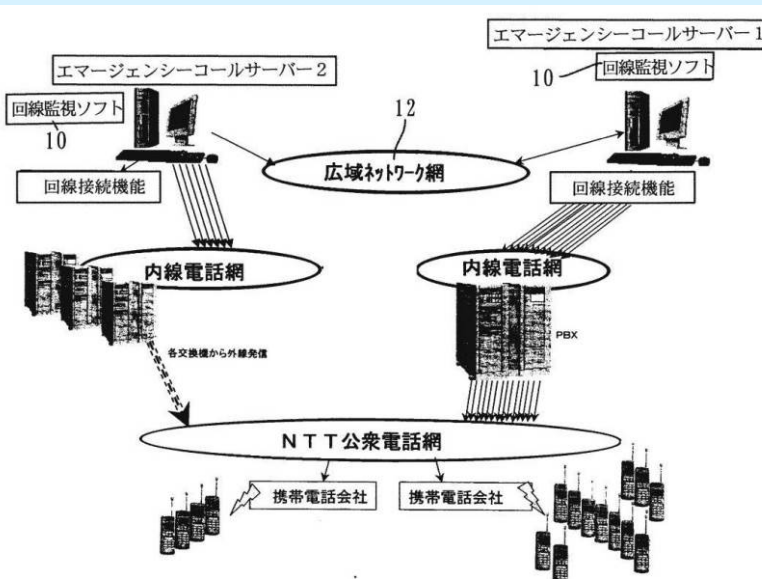 エマージェンシーコールサーバー1
10
回線監視ソフト
エマージェンシーコールサーバー2
回線監視ソフト
10
12
広域ネットワーク網
回線接続機能
回線接続機能
内線電話網
内線電話網
PBX
各交換機から外線発信
NTT公衆電話網
携帯電話会社
携帯電話会社